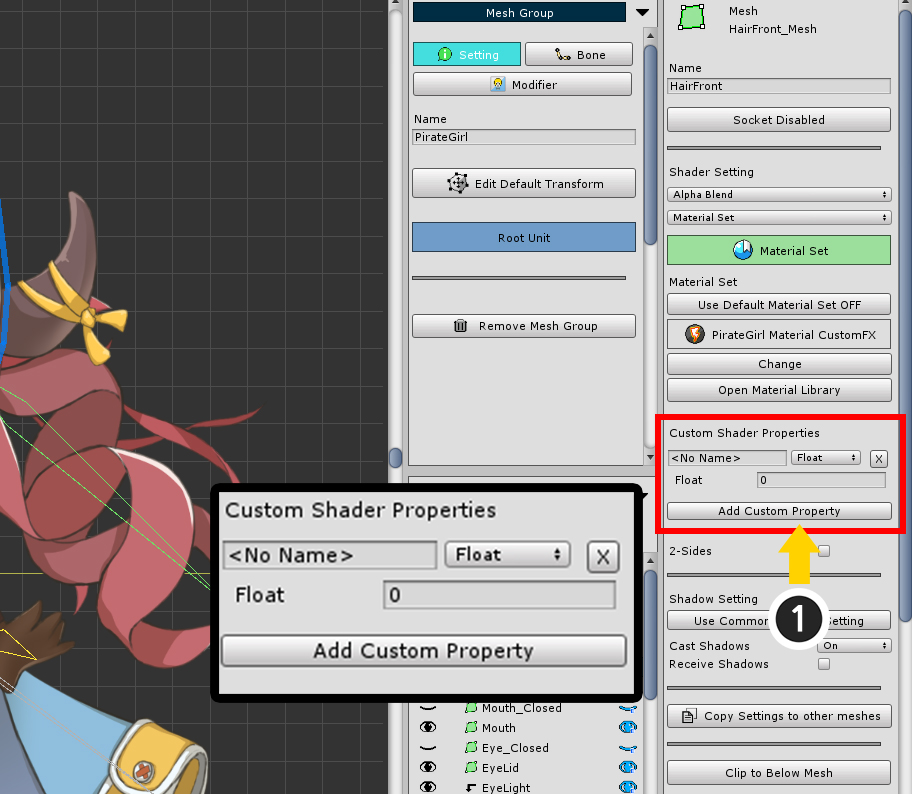 Mesh Group
Setting
Bone
Modifier
Name
PirateGirl
Edit Default Transform
Root Unit
Remove Mesh Group
Mesh
HairFront_Mesh
Name
HairFront
Socket Disabled
Shader Setting
Alpha Blend
Material Set
Material Set
Material Set
Use Default Material Set OFF
PirateGirl Material CustomFX
Change
Open Material Library
Custom Shader Properties
<No Name> Float X
Float 0
Add Custom Property
2-Sides
Shadow Setting
Use Common Setting
Cast Shadows On
Receive Shadows
Copy Settings to other meshes
Clip to Below Mesh
1
Custom Shader Properties
<No Name> Float X
Float 0
Add Custom Property
Mouth_Closed
Mouth
Eye_Closed
EyeLid
EyeLight